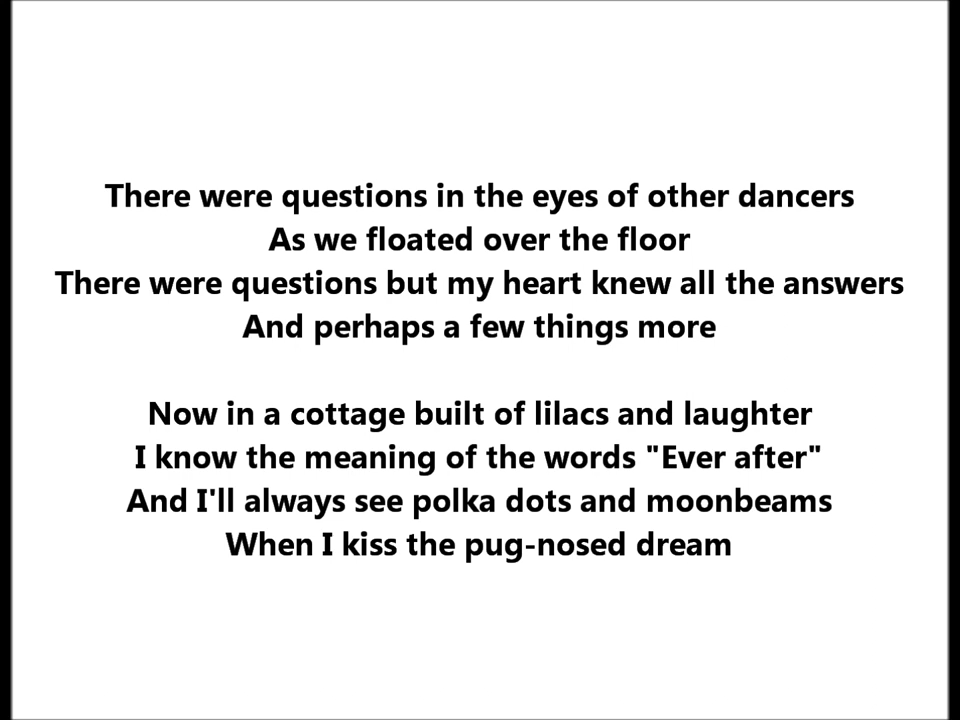 There were questions in the eyes of other dancers
As we floated over the floor
There were questions but my heart knew all the answers
And perhaps a few things more

Now in a cottage built of lilacs and laughter
I know the meaning of the words "Ever after"
And I'll always see polka dots and moonbeams
When I kiss the pug-nosed dream